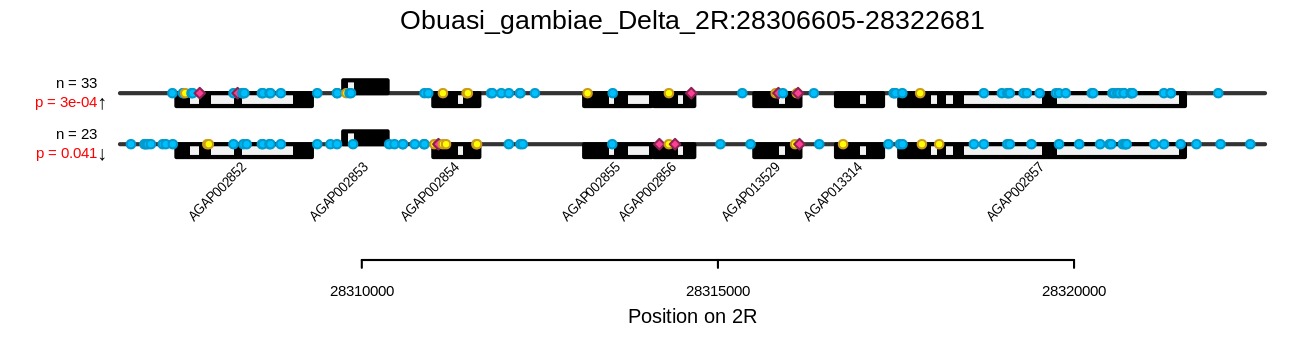 Obuasi_gambiae_Delta_2R:28306605-28322681
n = 33
p = 3e-04↑
n = 23
p = 0.041↓
AGAP002852 AGAP002853 AGAP002854 AGAP002855 AGAP002856 AGAP013529 AGAP013314 AGAP002857
28310000 28315000 28320000
Position on 2R